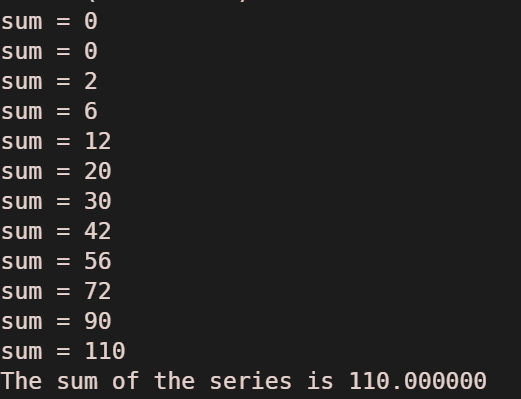 sum = 0
sum = 0
sum = 2
sum = 6
sum = 12
sum = 20
sum = 30
sum = 42
sum = 56
sum = 72
sum = 90
sum = 110
The sum of the series is 110.000000